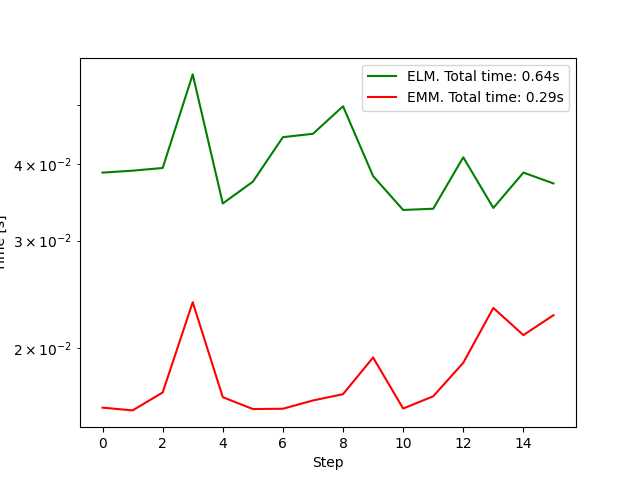 ELM. Total time: 0.64s
EMM. Total time: 0.29s
4 × 10⁻²
3 × 10⁻²
2 × 10⁻²
Time [s]
0 2 4 6 8 10 12 14
Step